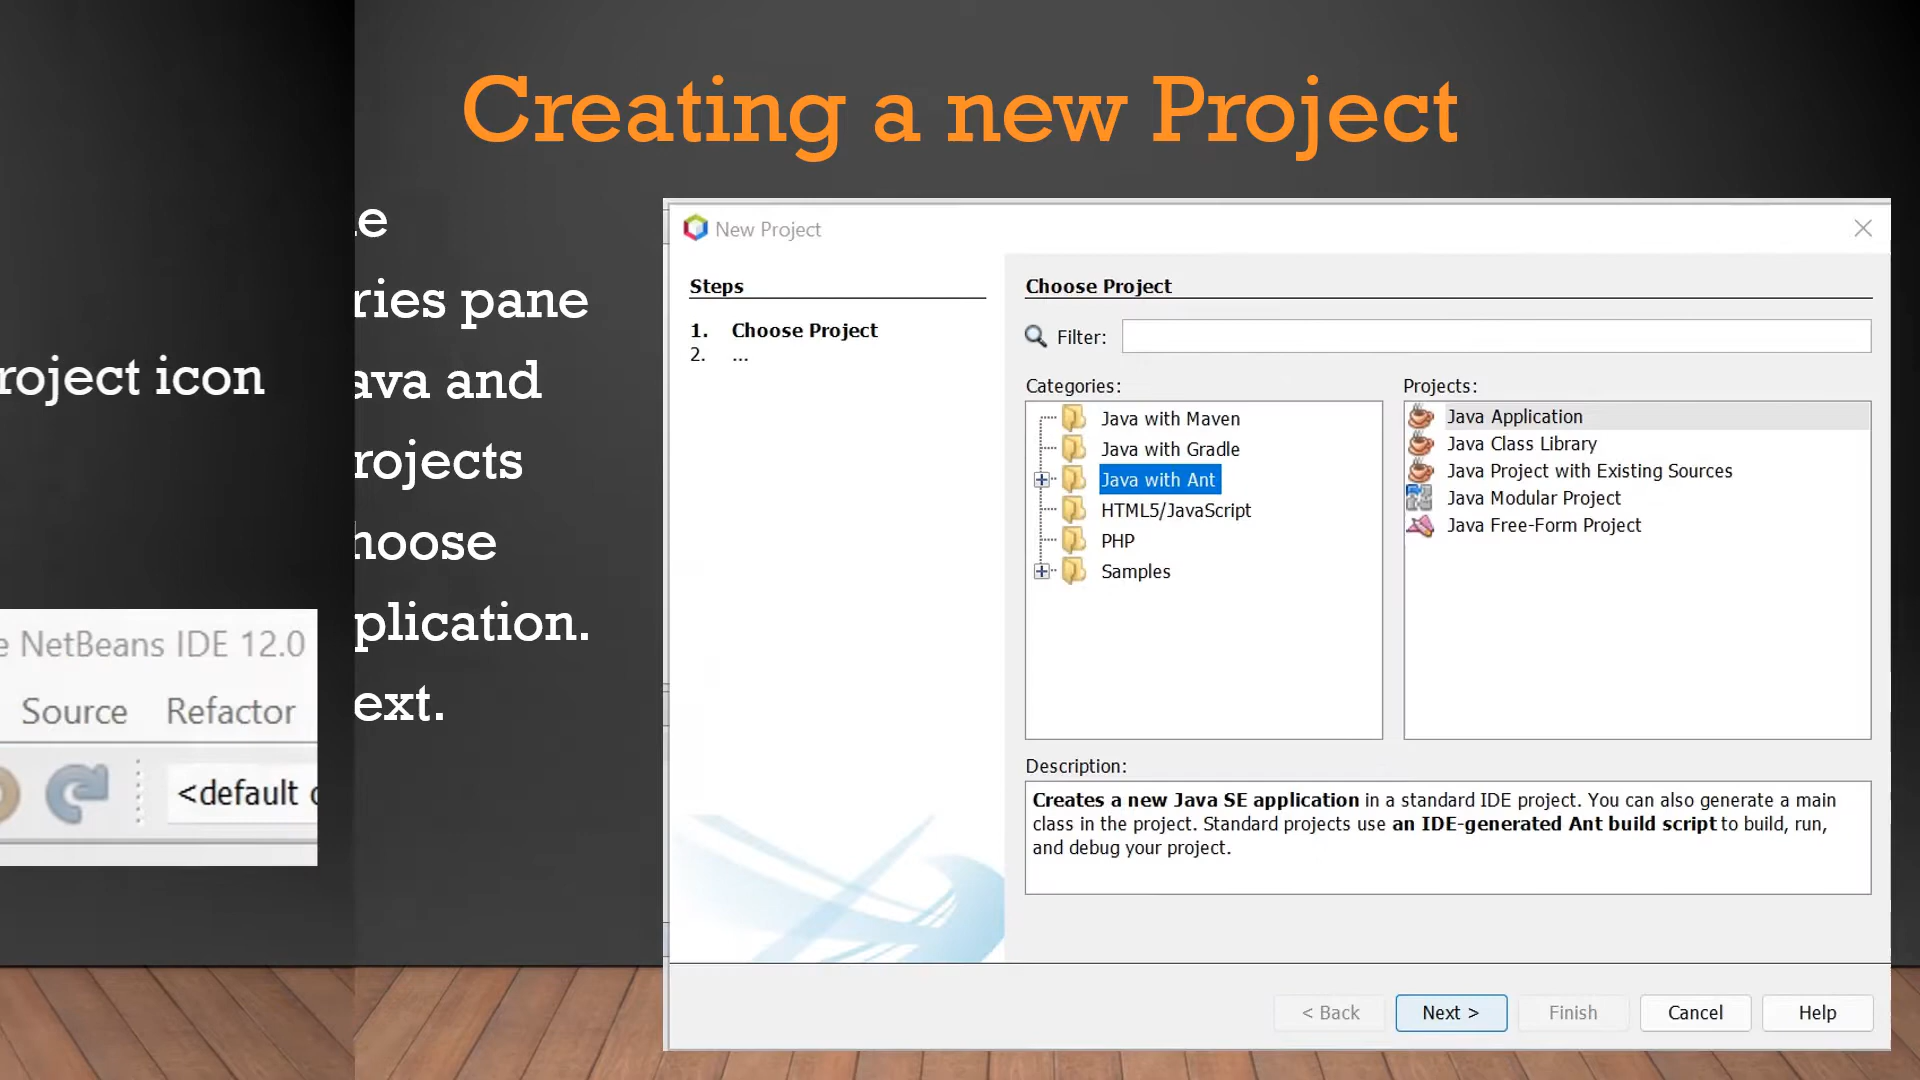 Creating a new Project
roject icon
e NetBeans IDE 12.0
Source Refactor
<default
e
ries pane
ava and
rojects
hoose
plication.
ext.
New Project
Steps
1. Choose Project
2. ...
Choose Project
Filter:
Categories:
Java with Maven
Java with Gradle
Java with Ant
HTML5/JavaScript
PHP
Samples
Projects:
Java Application
Java Class Library
Java Project with Existing Sources
Java Modular Project
Java Free-Form Project
Description:
Creates a new Java SE application in a standard IDE project. You can also generate a main
class in the project. Standard projects use an IDE-generated Ant build script to build, run,
and debug your project.
< Back Next > Finish Cancel Help